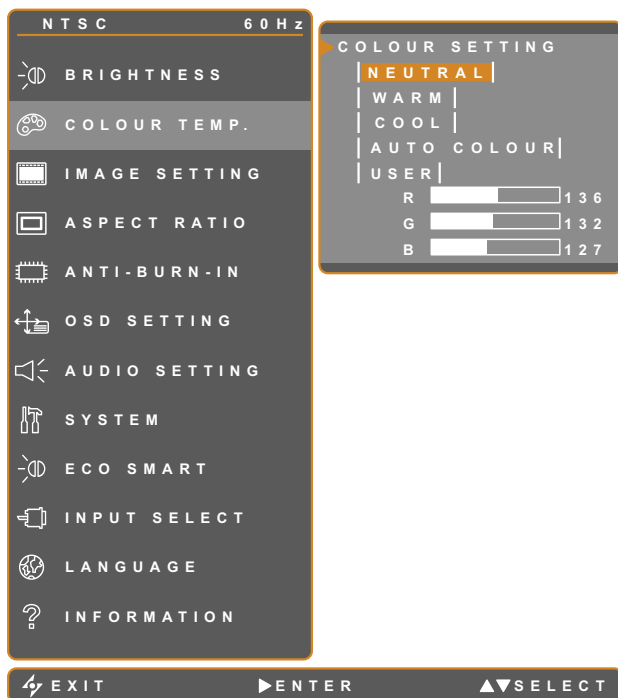 NTSC 60Hz
BRIGHTNESS
COLOUR TEMP.
IMAGE SETTING
ASPECT RATIO
ANTI-BURN-IN
OSD SETTING
AUDIO SETTING
SYSTEM
ECO SMART
INPUT SELECT
LANGUAGE
INFORMATION
COLOUR SETTING
NEUTRAL
WARM
COOL
AUTO COLOUR
USER
R 136
G 132
B 127
EXIT ENTER SELECT